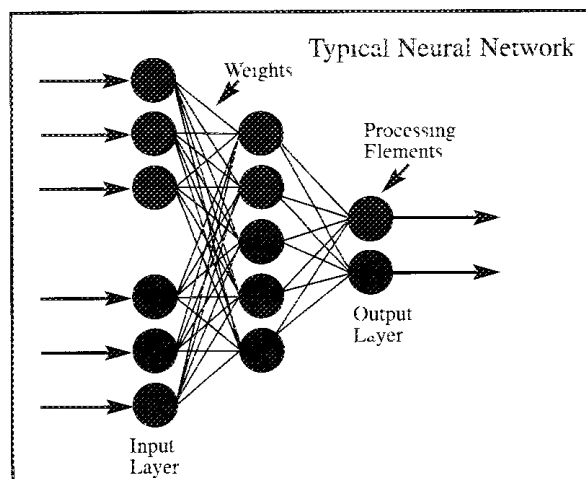 Typical Neural Network
Weights
Processing
Elements
Output
Layer
Input
Layer